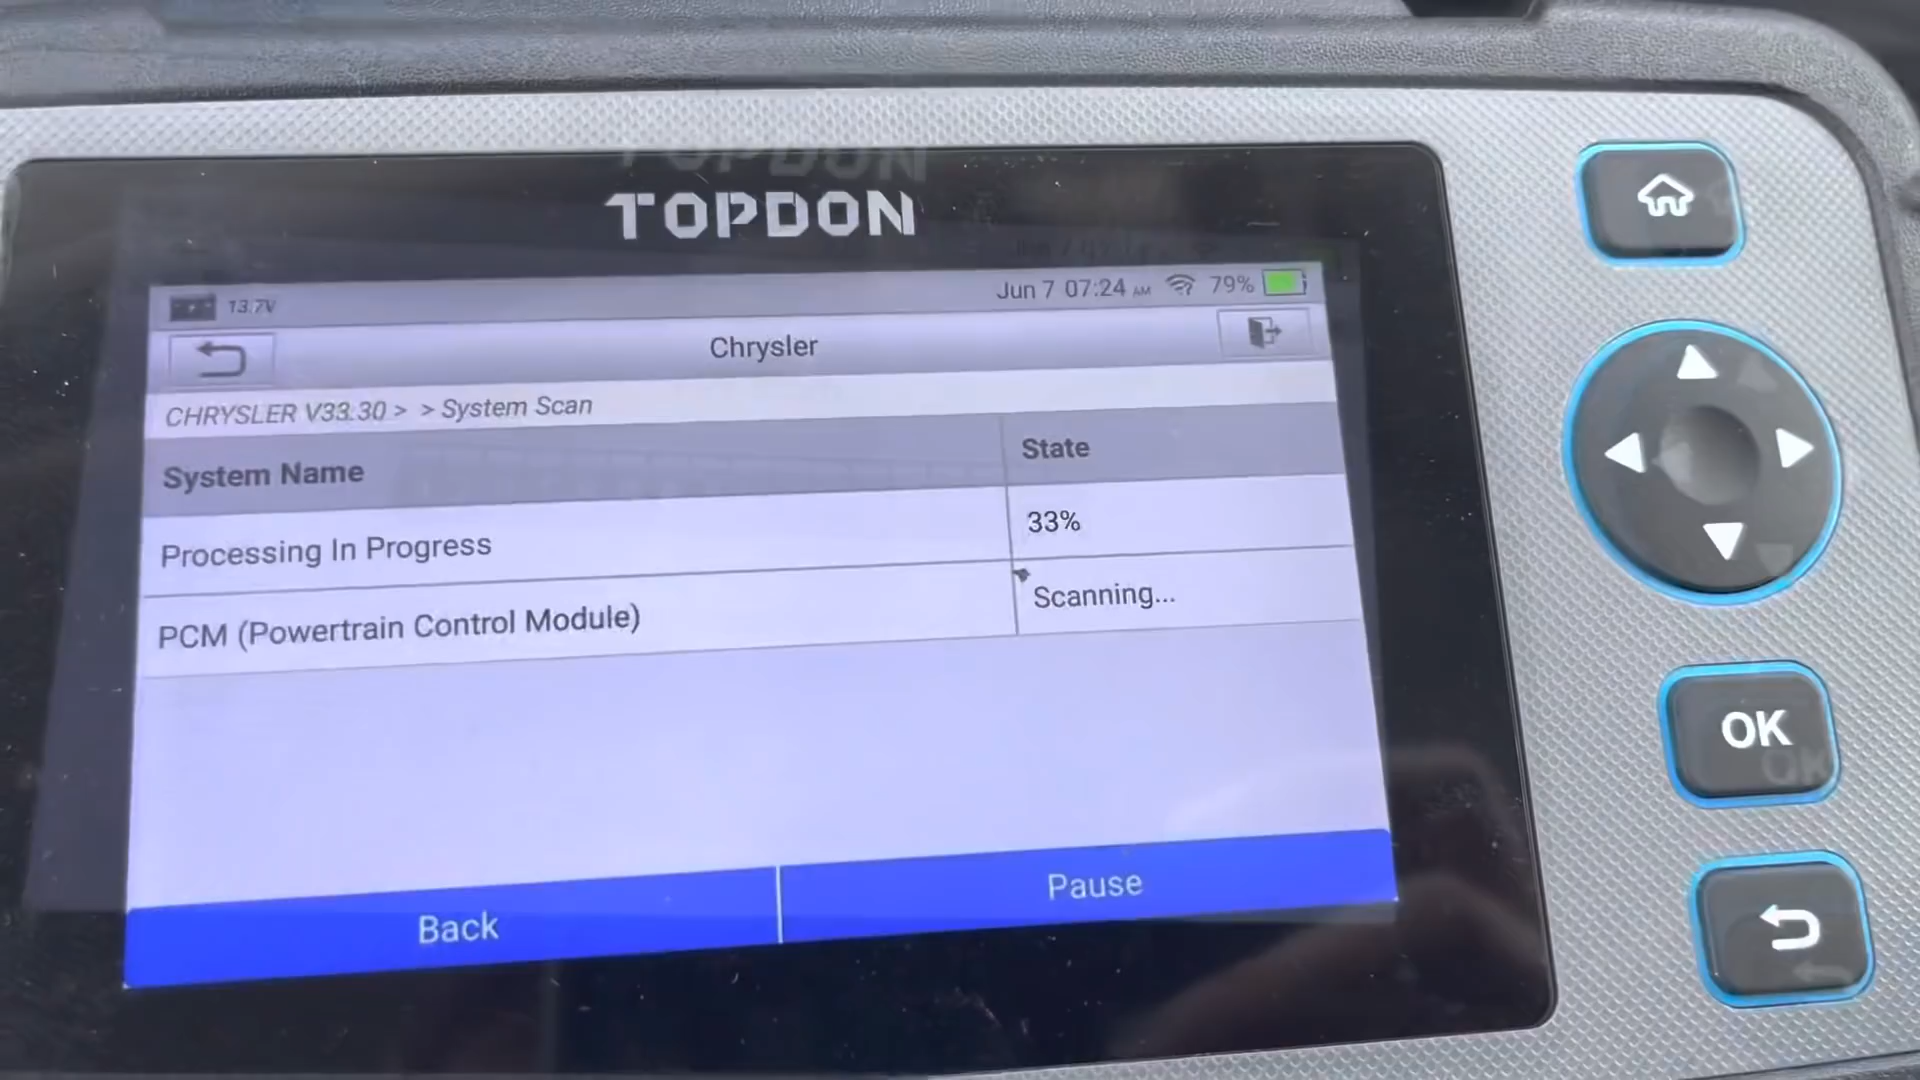 TOPDON
13.7V
Jun 7 07:24 AM 79%
Chrysler
CHRYSLER V33.30 > > System Scan
System Name State
Processing In Progress 33%
PCM (Powertrain Control Module) Scanning...
Back Pause
OK